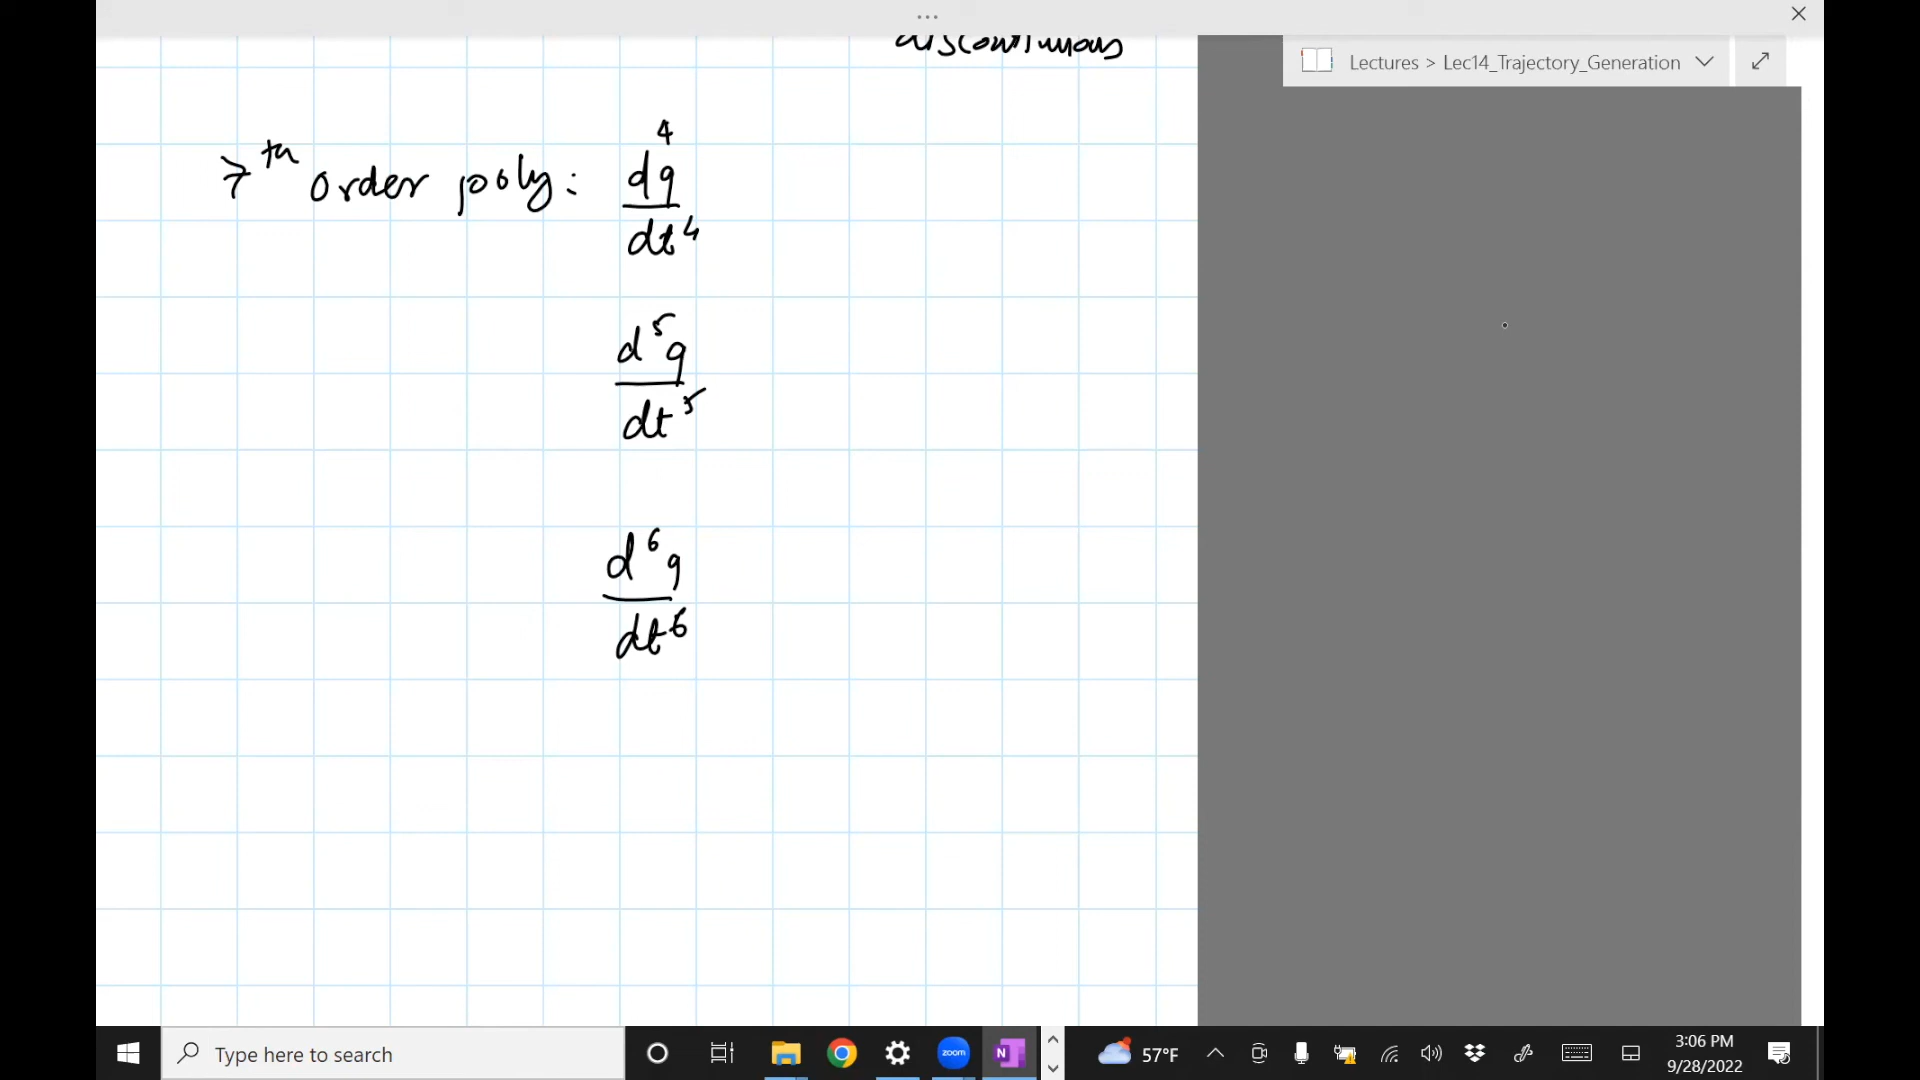 discontinuous
Lectures > Lec14_Trajectory_Generation
7th order poly: d4q
dt4
d5q
dt5
d6q
dt6
Type here to search
zoom
N
57°F
3:06 PM
9/28/2022